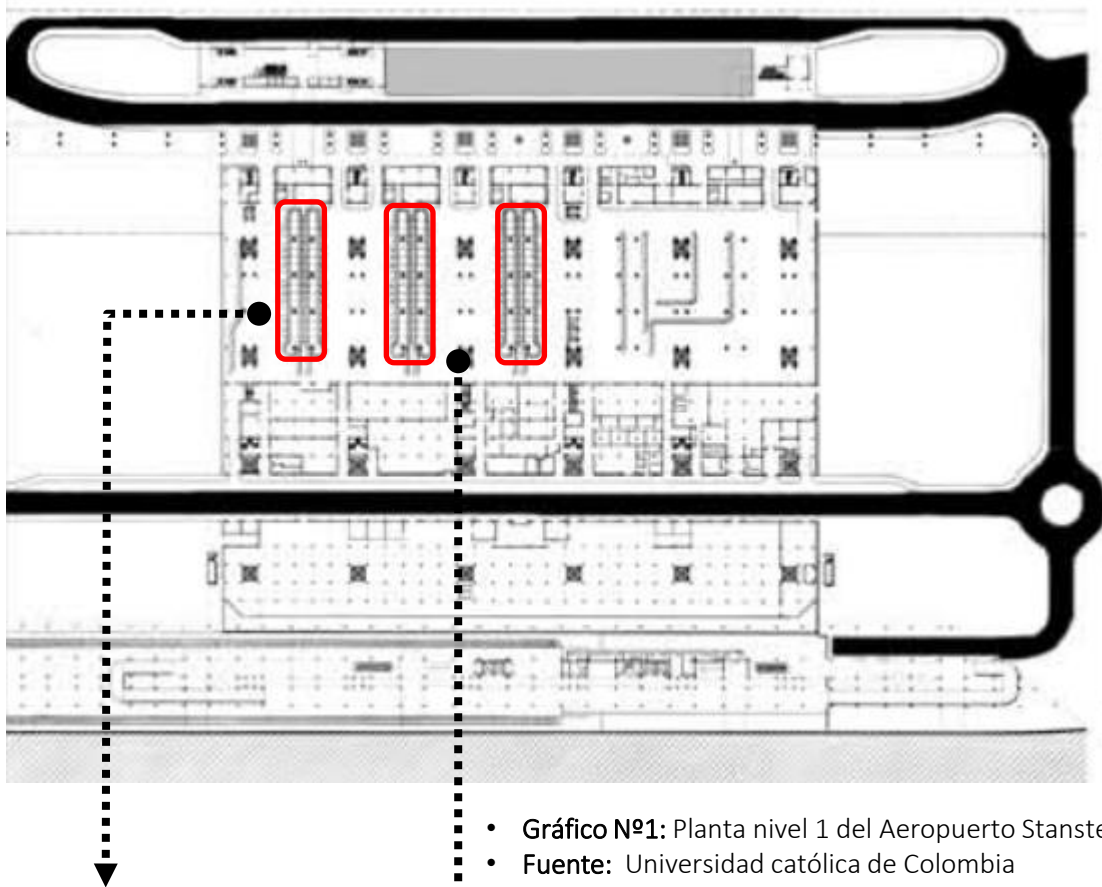 • Gráfico Nº1: Planta nivel 1 del Aeropuerto Stanste
• Fuente: Universidad católica de Colombia